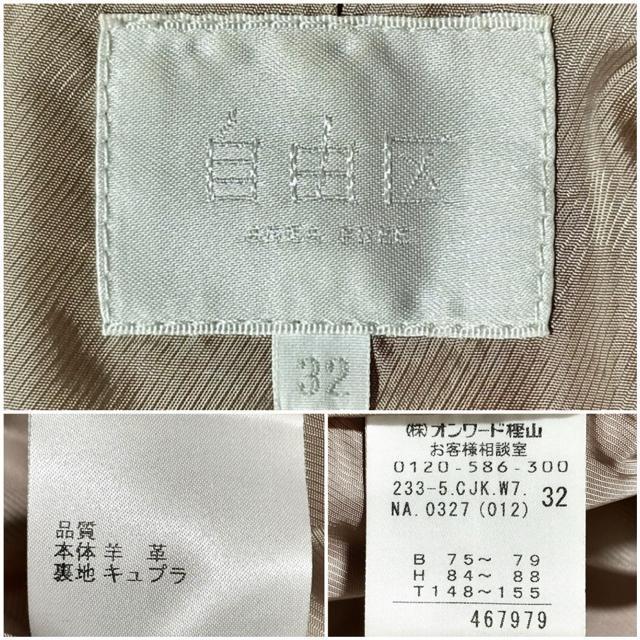 自由区
AREA FREE
32
品質
本体 羊 革
裏地 キュプラ
(株)オンワード樫山
お客様相談室
0120-586-300
233-5.CJK.W7. 32
NA.0327(012)
B 75〜 79
H 84〜 88
T148〜155
467979